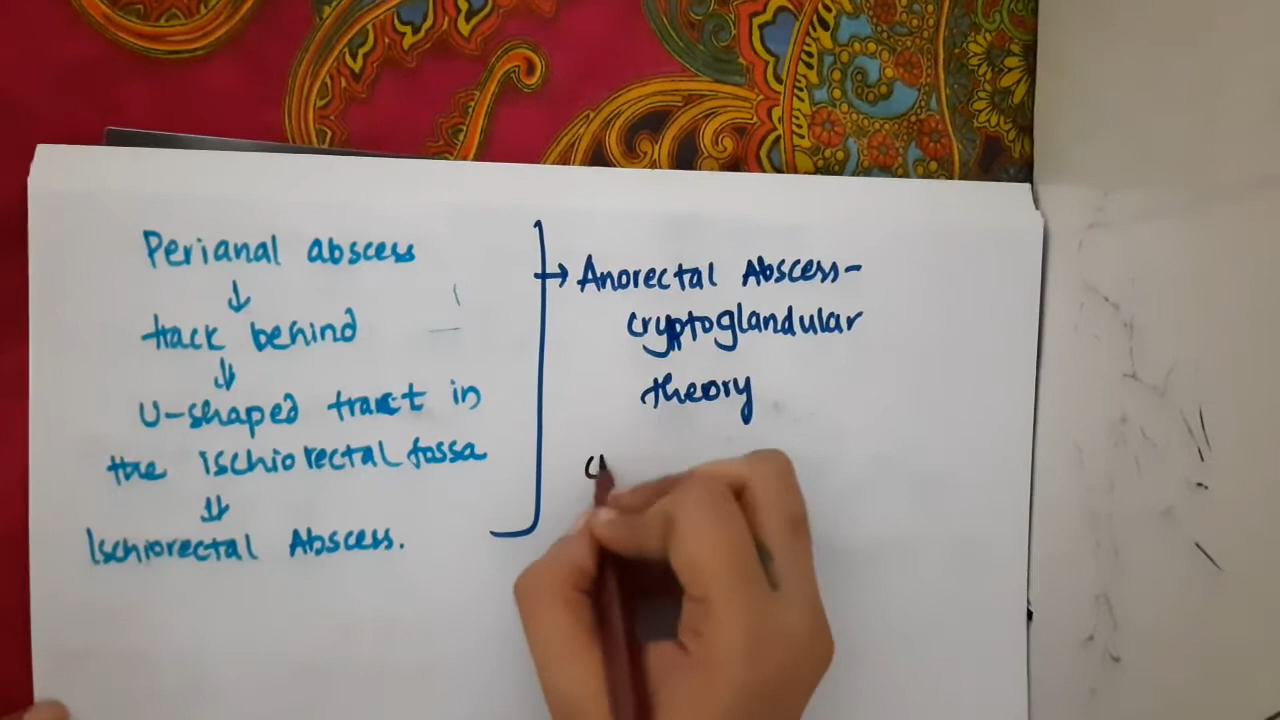 Perianal abscess
↓
track behind
↓
U-shaped tract in
the ischiorectal fossa
⇓
Ischiorectal Abscess.
→ Anorectal Abscess-
cryptoglandular
theory